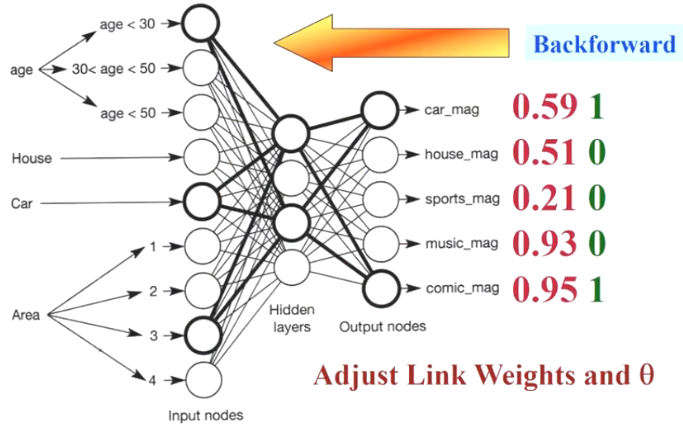 age < 30
age
30< age < 50
age < 50
House
Car
Area
1
2
3
4
Input nodes
Hidden
layers
Output nodes
Backforward
car_mag 0.59 1
house_mag 0.51 0
sports_mag 0.21 0
music_mag 0.93 0
comic_mag 0.95 1
Adjust Link Weights and θ